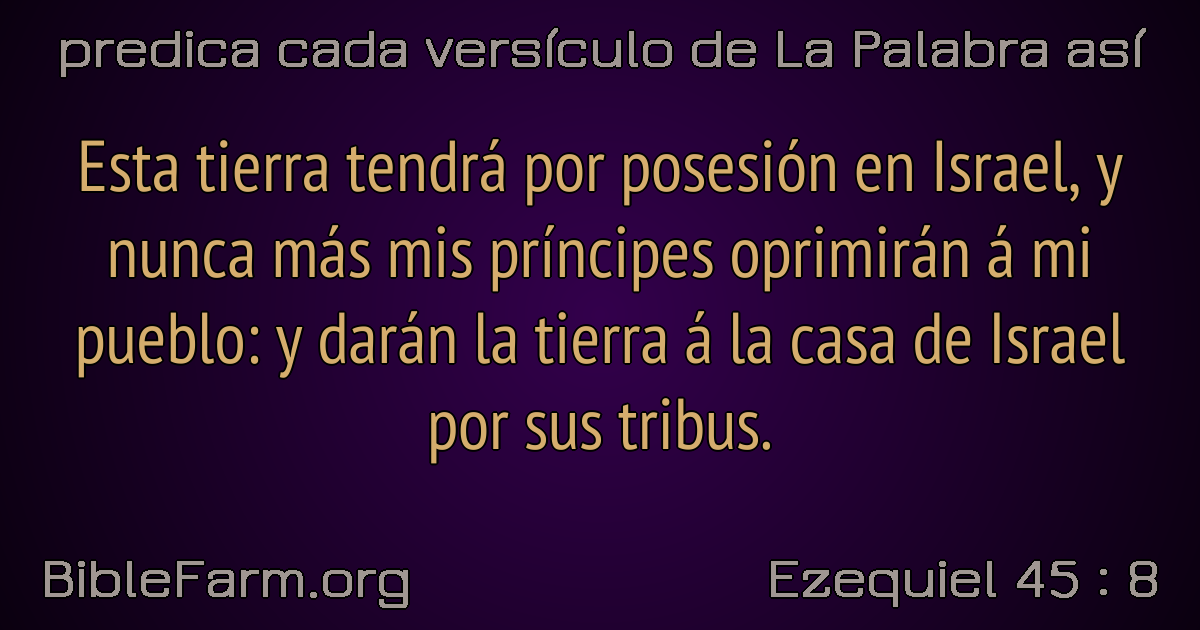 predica cada versículo de La Palabra así
Esta tierra tendrá por posesión en Israel, y
nunca más mis príncipes oprimirán á mi
pueblo: y darán la tierra á la casa de Israel
por sus tribus.
BibleFarm.org
Ezequiel 45 : 8